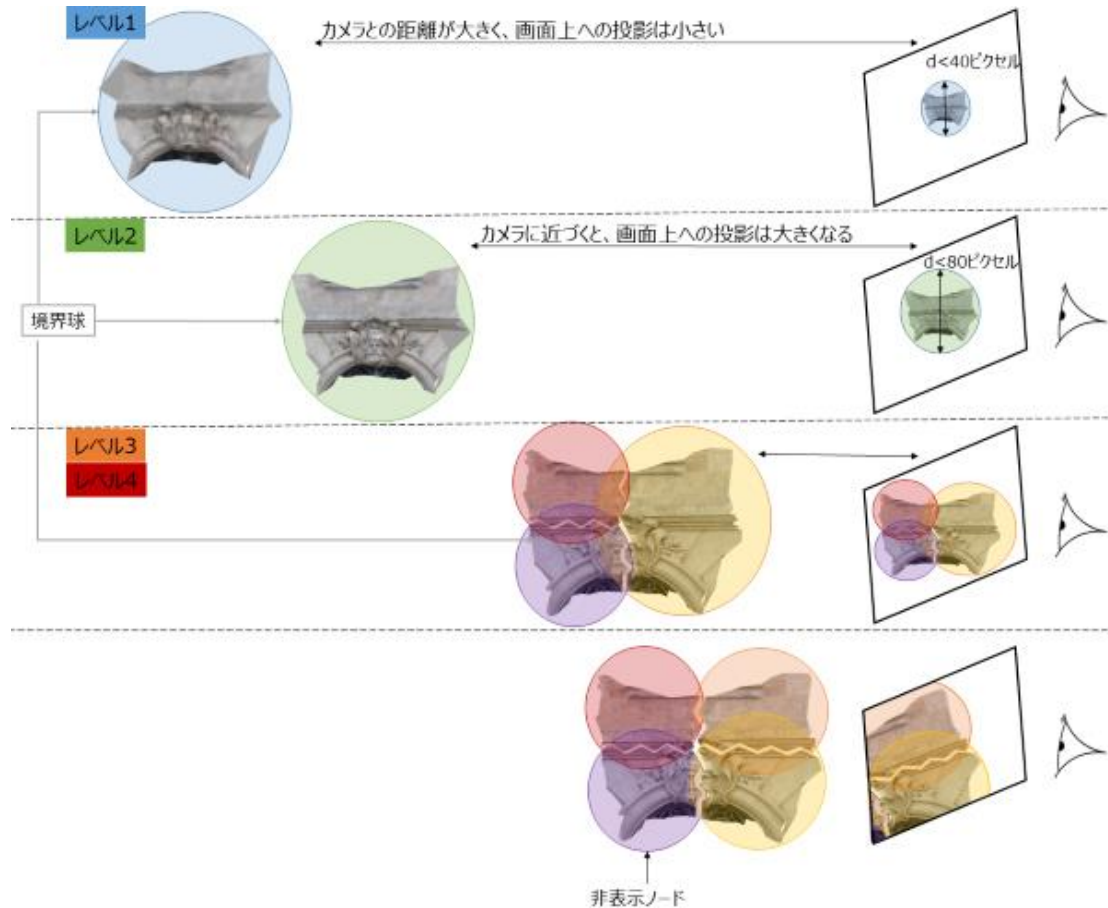 レベル1
カメラとの距離が大きく、画面上への投影は小さい
d<40ピクセル
レベル2
カメラに近づくと、画面上への投影は大きくなる
d<80ピクセル
境界球
レベル3
レベル4
非表示ノード